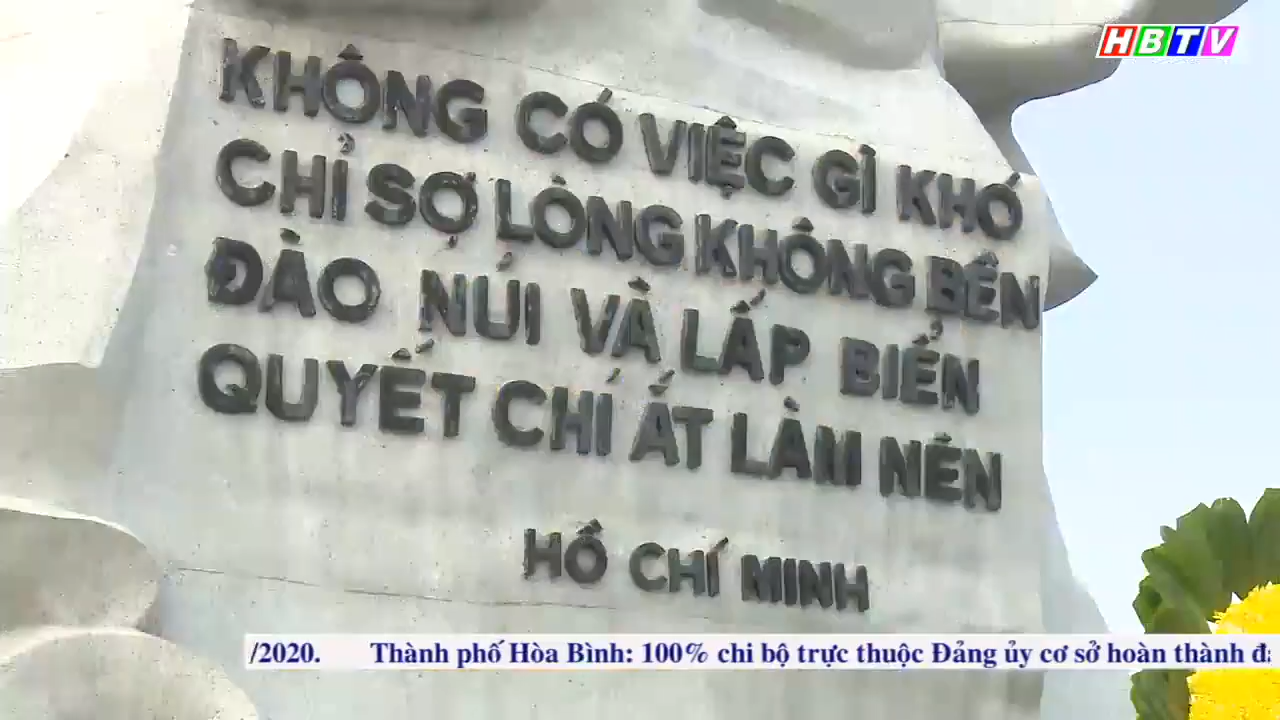 HBTV
KHÔNG CÓ VIỆC GÌ KHÓ
CHỈ SỢ LÒNG KHÔNG BỀN
ĐÀO NÚI VÀ LẤP BIỂN
QUYẾT CHÍ ẤT LÀM NÊN
HỒ CHÍ MINH
/2020. Thành phố Hòa Bình: 100% chi bộ trực thuộc Đảng ủy cơ sở hoàn thành